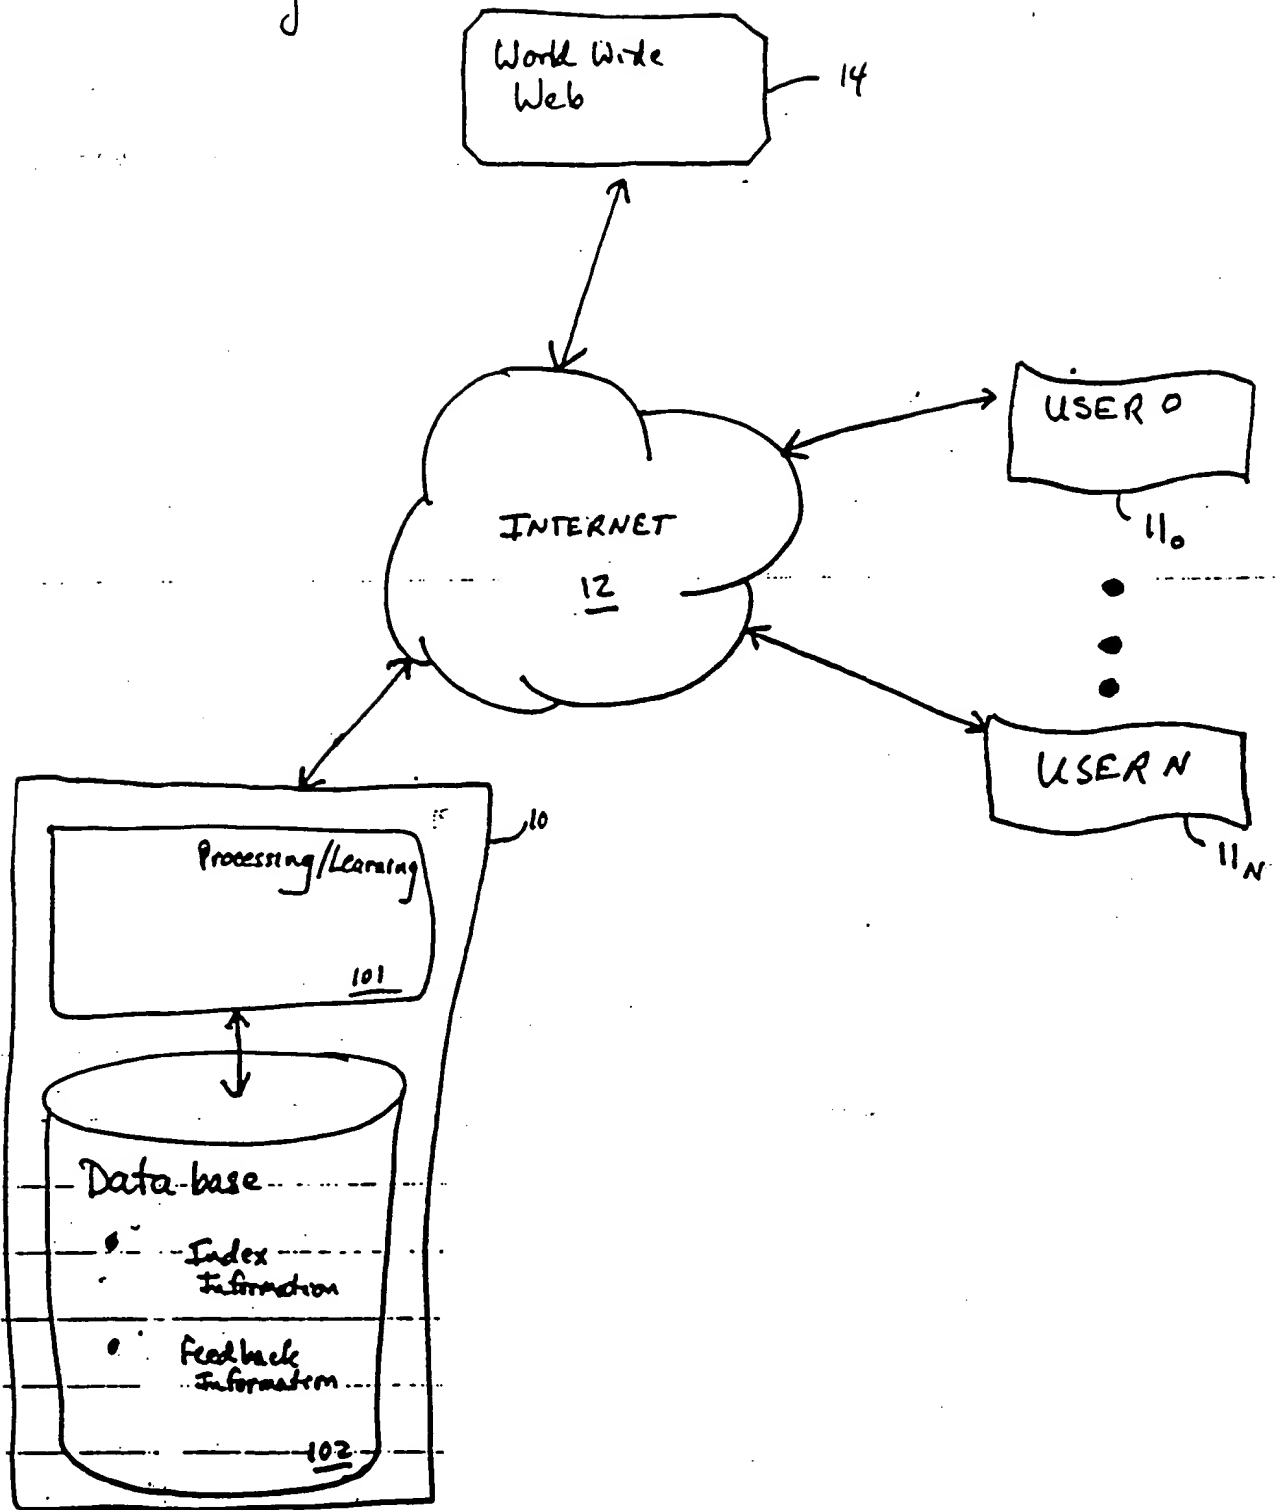 World Wide
Web
14
USER 0
11₀
INTERNET
12
USER N
11N
10
Processing/Learning
101
Data base
Index
Information
Feedback
Information
102